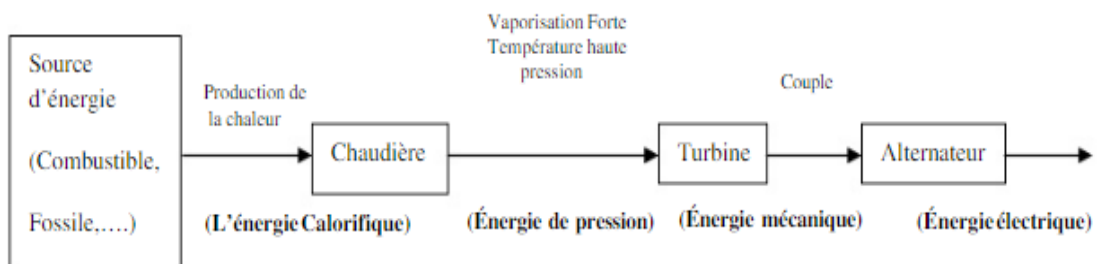 Source
d'énergie
(Combustible,
Fossile,....)
Production de
la chaleur
Chaudière
(L'énergie Calorifique)
Vaporisation Forte
Température haute
pression
(Énergie de pression)
Turbine
(Énergie mécanique)
Couple
Alternateur
(Énergie électrique)